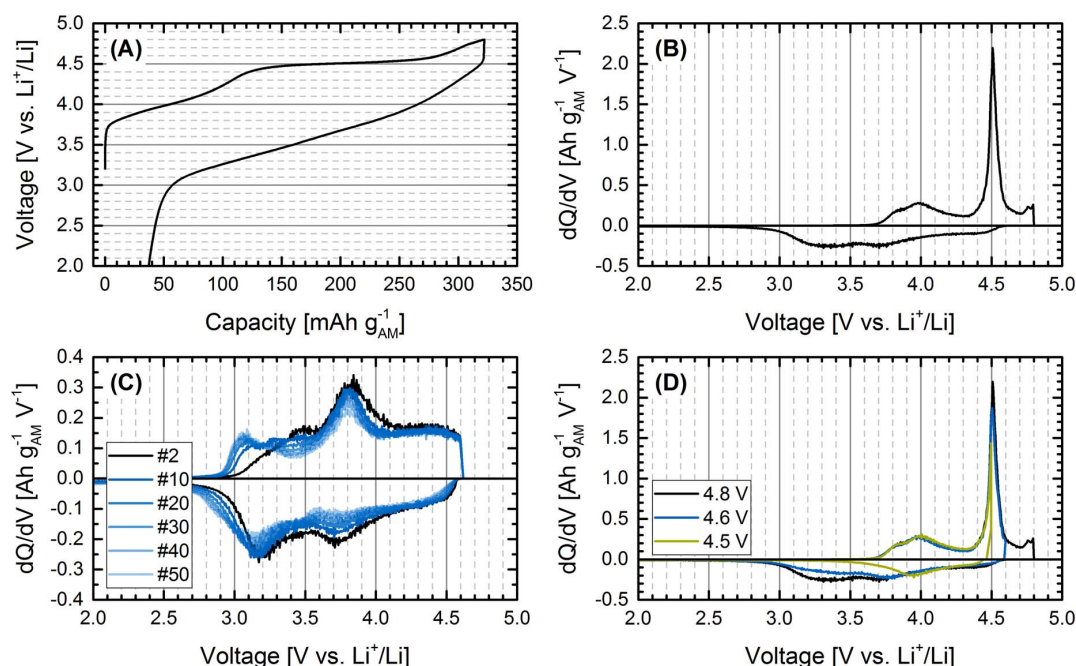 (A)
5.0
4.5
4.0
3.5
3.0
2.5
2.0
Voltage [V vs. Li⁺/Li]
0 50 100 150 200 250 300 350
Capacity [mAh g⁻¹_AM]
(B)
2.5
2.0
1.5
1.0
0.5
0.0
-0.5
dQ/dV [Ah g⁻¹_AM V⁻¹]
2.0 2.5 3.0 3.5 4.0 4.5 5.0
Voltage [V vs. Li⁺/Li]
(C)
0.4
0.3
0.2
0.1
0.0
-0.1
-0.2
-0.3
-0.4
dQ/dV [Ah g⁻¹_AM V⁻¹]
#2
#10
#20
#30
#40
#50
2.0 2.5 3.0 3.5 4.0 4.5 5.0
Voltage [V vs. Li⁺/Li]
(D)
2.5
2.0
1.5
1.0
0.5
0.0
-0.5
dQ/dV [Ah g⁻¹_AM V⁻¹]
4.8 V
4.6 V
4.5 V
2.0 2.5 3.0 3.5 4.0 4.5 5.0
Voltage [V vs. Li⁺/Li]